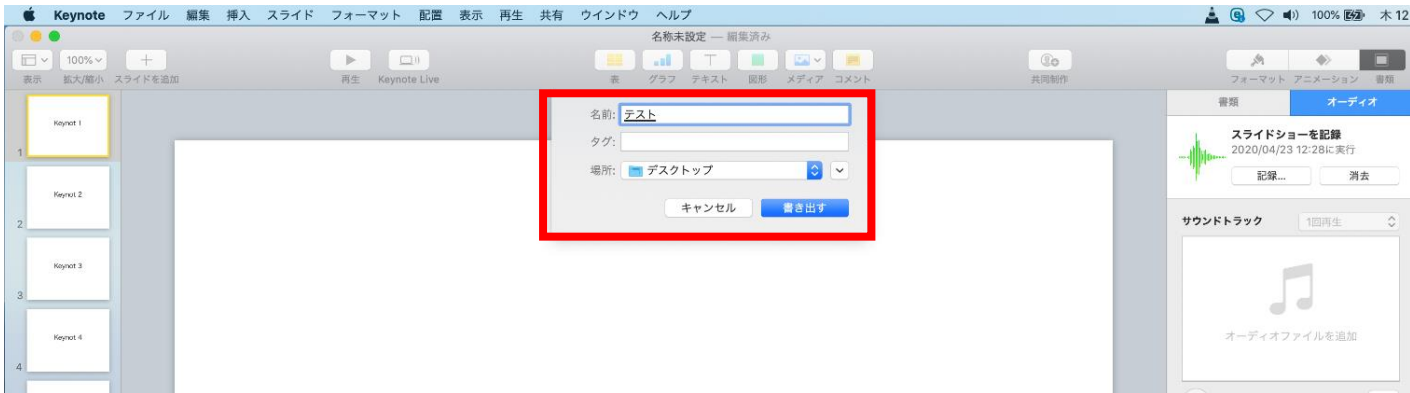 Keynote ファイル 編集 挿入 スライド フォーマット 配置 表示 再生 共有 ウインドウ ヘルプ 100% 木 12
名称未設定 — 編集済み
100%
表示 拡大/縮小 スライドを追加 再生 Keynote Live 表 グラフ テキスト 図形 メディア コメント 共同制作 フォーマット アニメーション 書類
Keynot 1
1
Keynot 2
2
Keynot 3
3
Keynot 4
4
名前: テスト
タグ:
場所: デスクトップ
キャンセル 書き出す
書類 オーディオ
スライドショーを記録
2020/04/23 12:28に実行
記録... 消去
サウンドトラック 1回再生
オーディオファイルを追加